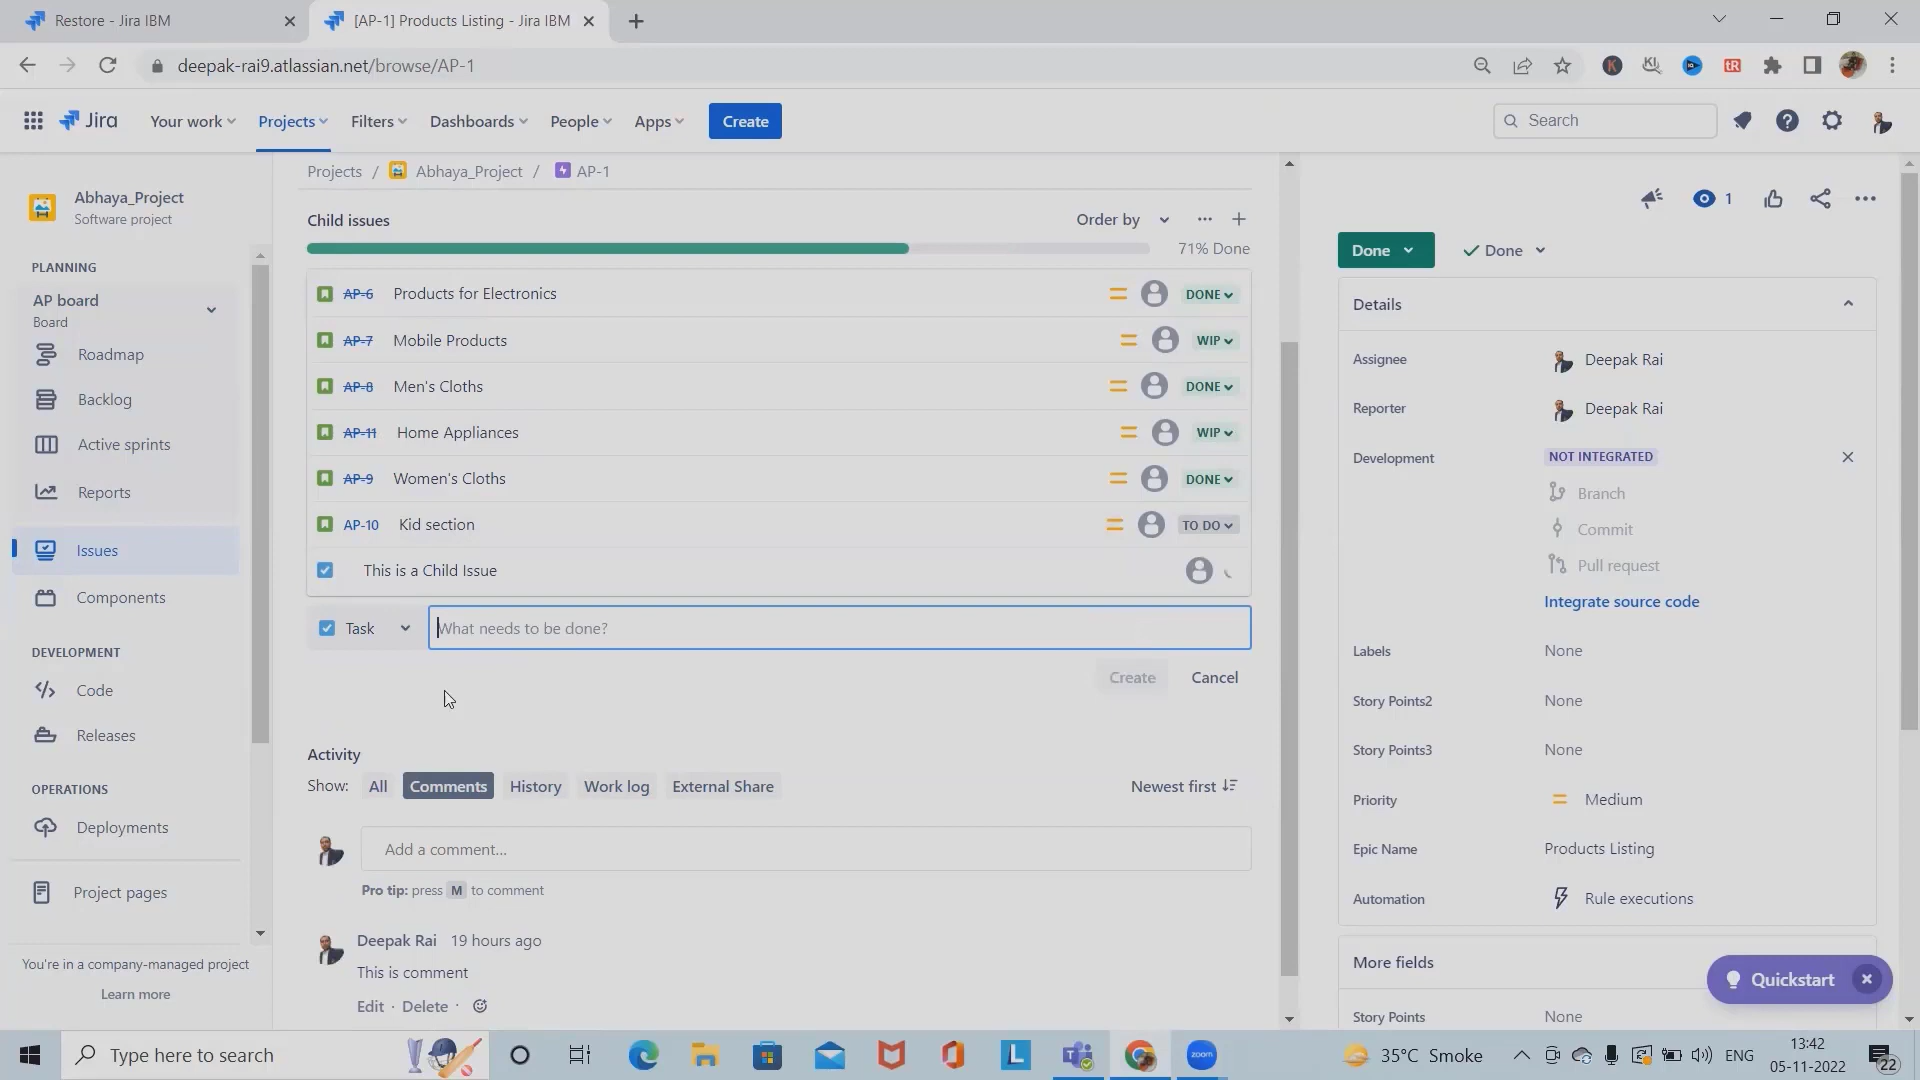 Restore - Jira IBM
[AP-1] Products Listing - Jira IBM
deepak-rai9.atlassian.net/browse/AP-1
Jira
Your work
Projects
Filters
Dashboards
People
Apps
Create
Search
Abhaya_Project
Software project
PLANNING
AP board
Board
Roadmap
Backlog
Active sprints
Reports
Issues
Components
DEVELOPMENT
Code
Releases
OPERATIONS
Deployments
Project pages
You're in a company-managed project
Learn more
Projects / Abhaya_Project / AP-1
Child issues
Order by
71% Done
AP-6 Products for Electronics DONE
AP-7 Mobile Products WIP
AP-8 Men's Cloths DONE
AP-11 Home Appliances WIP
AP-9 Women's Cloths DONE
AP-10 Kid section TO DO
This is a Child Issue
Task What needs to be done?
Create Cancel
Activity
Show: All Comments History Work log External Share Newest first
Add a comment...
Pro tip: press M to comment
Deepak Rai 19 hours ago
This is comment
Edit · Delete ·
1
Done Done
Details
Assignee Deepak Rai
Reporter Deepak Rai
Development NOT INTEGRATED
Branch
Commit
Pull request
Integrate source code
Labels None
Story Points2 None
Story Points3 None
Priority Medium
Epic Name Products Listing
Automation Rule executions
More fields
Quickstart
Story Points None
Type here to search
L
zoom
35°C Smoke
ENG
13:42
05-11-2022
22